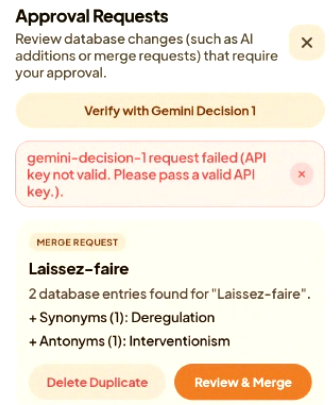 Approval Requests
Review database changes (such as AI
additions or merge requests) that require
your approval.
Verify with Gemini Decision 1
gemini-decision-1 request failed (API
key not valid. Please pass a valid API
key.).
MERGE REQUEST
Laissez-faire
2 database entries found for "Laissez-faire".
+ Synonyms (1): Deregulation
+ Antonyms (1): Interventionism
Delete Duplicate
Review & Merge